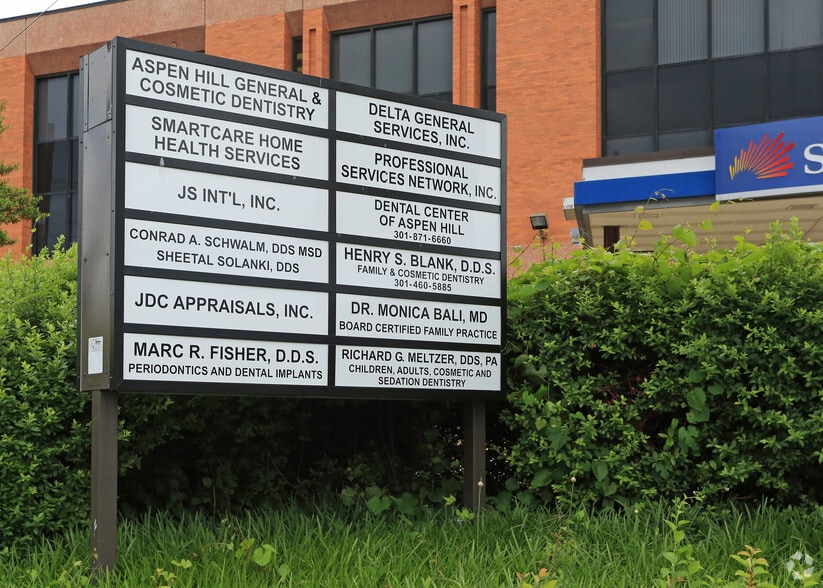 ASPEN HILL GENERAL &
COSMETIC DENTISTRY
SMARTCARE HOME
HEALTH SERVICES
JS INT'L, INC.
CONRAD A. SCHWALM, DDS MSD
SHEETAL SOLANKI, DDS
JDC APPRAISALS, INC.
MARC R. FISHER, D.D.S.
PERIODONTICS AND DENTAL IMPLANTS
DELTA GENERAL
SERVICES, INC.
PROFESSIONAL
SERVICES NETWORK, INC.
DENTAL CENTER
OF ASPEN HILL
301-871-6660
HENRY S. BLANK, D.D.S.
FAMILY & COSMETIC DENTISTRY
301-460-5885
DR. MONICA BALI, MD
BOARD CERTIFIED FAMILY PRACTICE
RICHARD G. MELTZER, DDS, PA
CHILDREN, ADULTS, COSMETIC AND
SEDATION DENTISTRY
S